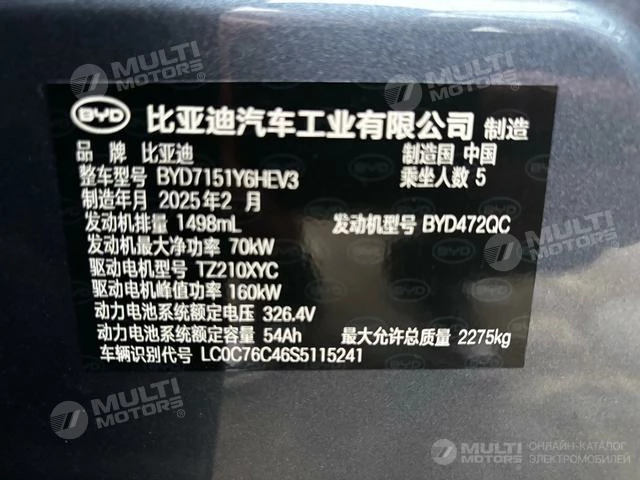 BYD 比亚迪汽车工业有限公司 制造
品 牌 比亚迪 制造国 中国
整车型号 BYD7151Y6HEV3 乘坐人数 5
制造年月 2025年2 月
发动机排量 1498mL 发动机型号 BYD472QC
发动机最大净功率 70kW
驱动电机型号 TZ210XYC
驱动电机峰值功率 160kW
动力电池系统额定电压 326.4V
动力电池系统额定容量 54Ah 最大允许总质量 2275kg
车辆识别代号 LC0C76C46S5115241
MULTI MOTORS
MULTI MOTORS
MULTI MOTORS
MULTI MOTORS
MULTI MOTORS ОНЛАЙН-КАТАЛОГ ЭЛЕКТРОМОБИЛЕЙ